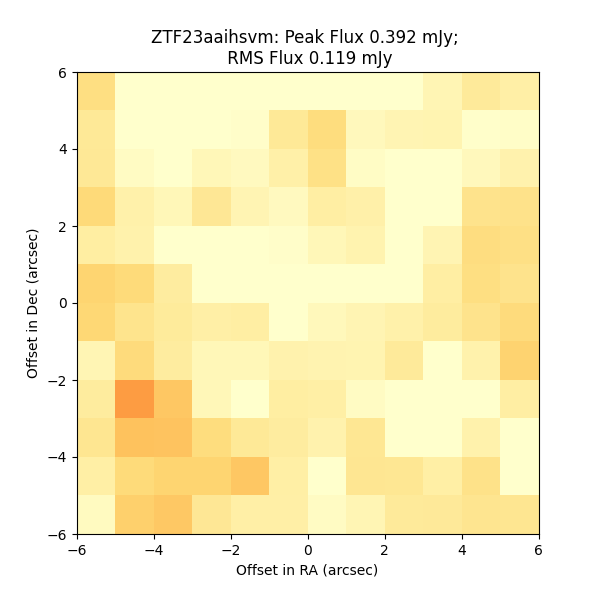 ZTF23aaihsvm: Peak Flux 0.392 mJy;
RMS Flux 0.119 mJy
6
4
2
0
−2
−4
−6
Offset in Dec (arcsec)
−6 −4 −2 0 2 4 6
Offset in RA (arcsec)